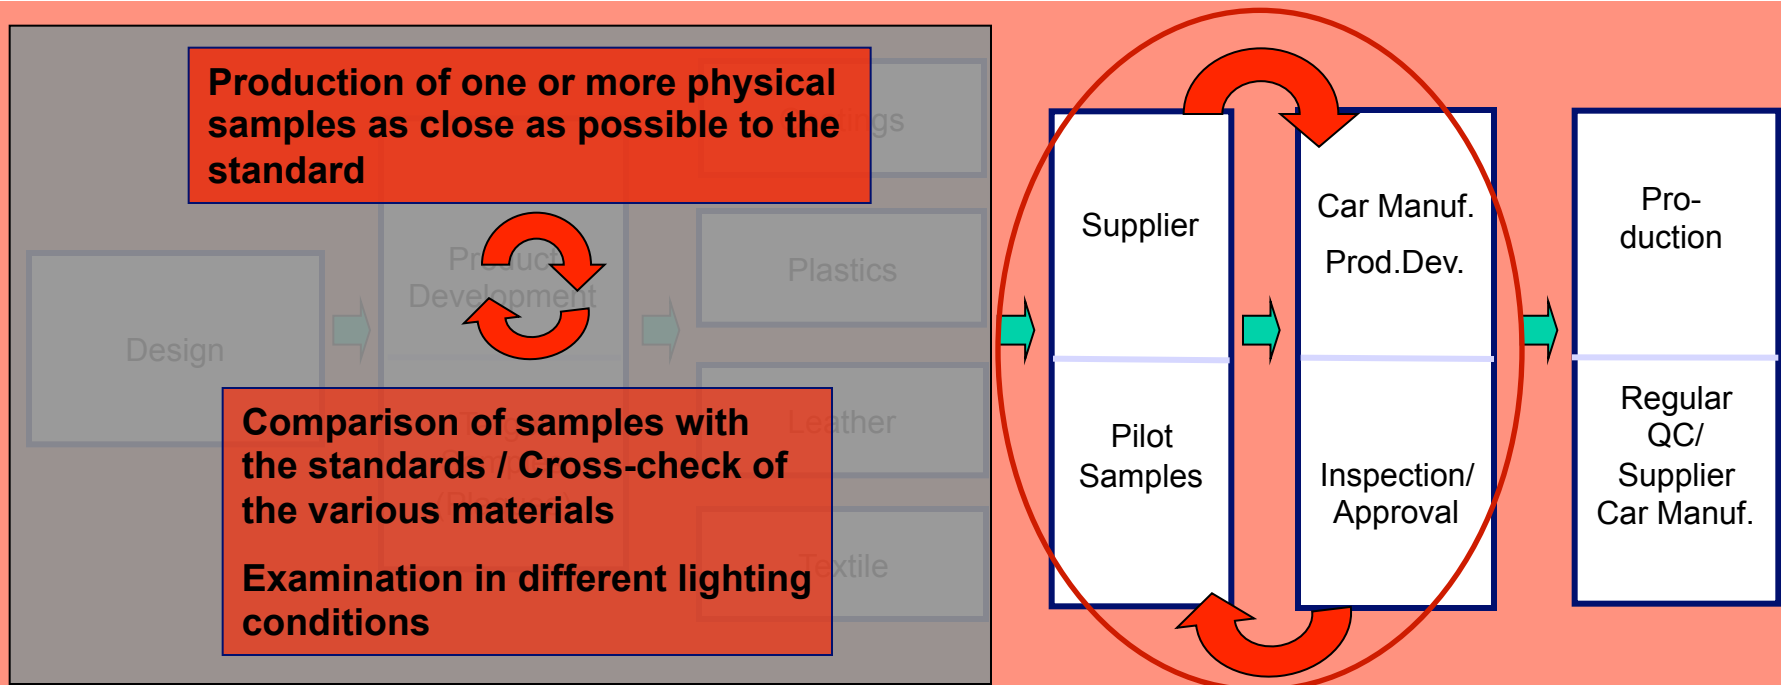 Production of one or more physical
samples as close as possible to the
standard
Design
Product
Development
Plastics
Leather
Textile
Comparison of samples with
the standards / Cross-check of
the various materials
Examination in different lighting
conditions
Supplier
Pilot
Samples
Car Manuf.
Prod.Dev.
Inspection/
Approval
Pro-
duction
Regular
QC/
Supplier
Car Manuf.